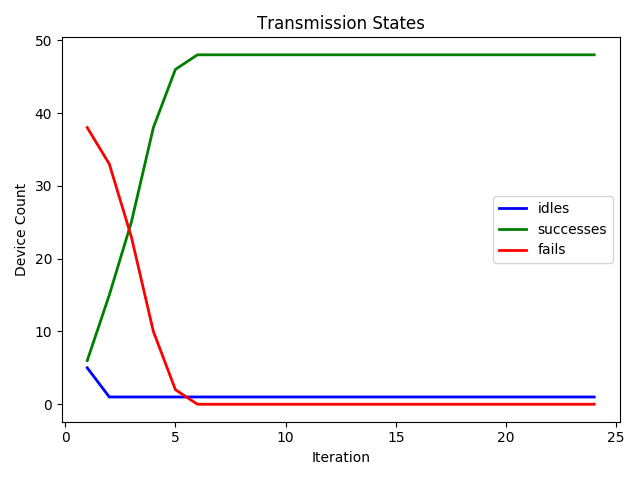 Transmission States
Device Count
50
40
30
20
10
0
idles
successes
fails
0 5 10 15 20 25
Iteration